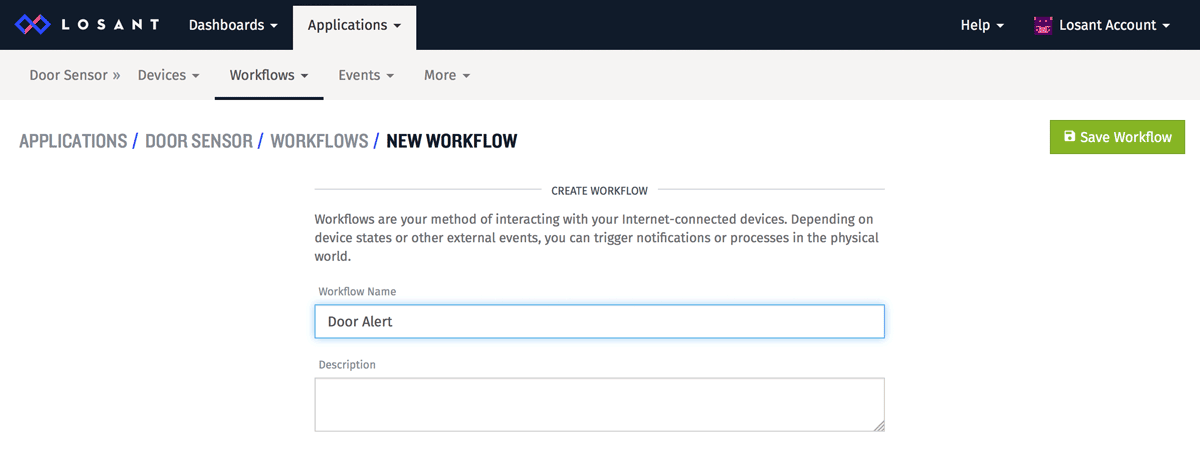 LOSANT Dashboards Applications Help Losant Account
Door Sensor » Devices Workflows Events More
APPLICATIONS / DOOR SENSOR / WORKFLOWS / NEW WORKFLOW
Save Workflow
CREATE WORKFLOW
Workflows are your method of interacting with your Internet-connected devices. Depending on
device states or other external events, you can trigger notifications or processes in the physical
world.
Workflow Name
Door Alert
Description